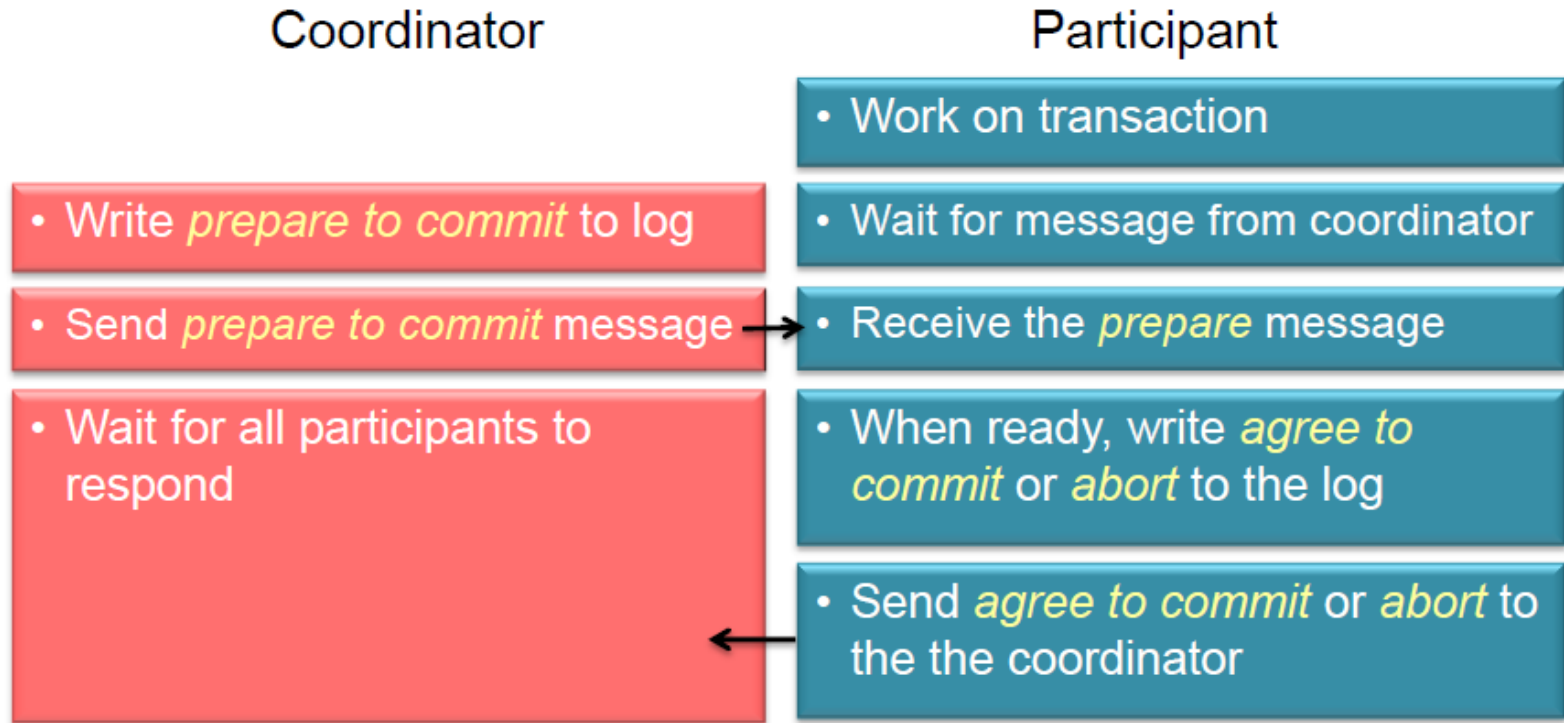 Coordinator
Participant
• Work on transaction
• Write prepare to commit to log
• Wait for message from coordinator
• Send prepare to commit message
• Receive the prepare message
• Wait for all participants to
respond
• When ready, write agree to
commit or abort to the log
• Send agree to commit or abort to
the the coordinator